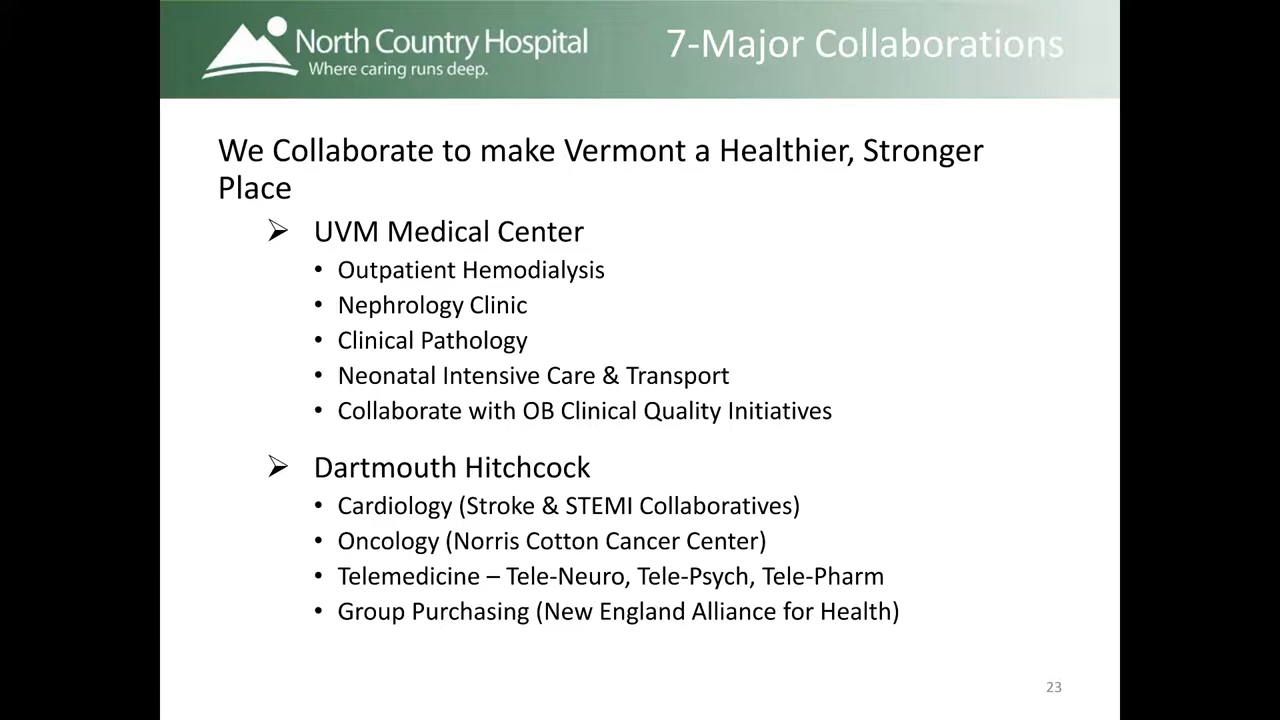 North Country Hospital
Where caring runs deep.
7-Major Collaborations
We Collaborate to make Vermont a Healthier, Stronger
Place
➢ UVM Medical Center
• Outpatient Hemodialysis
• Nephrology Clinic
• Clinical Pathology
• Neonatal Intensive Care & Transport
• Collaborate with OB Clinical Quality Initiatives
➢ Dartmouth Hitchcock
• Cardiology (Stroke & STEMI Collaboratives)
• Oncology (Norris Cotton Cancer Center)
• Telemedicine – Tele-Neuro, Tele-Psych, Tele-Pharm
• Group Purchasing (New England Alliance for Health)
23